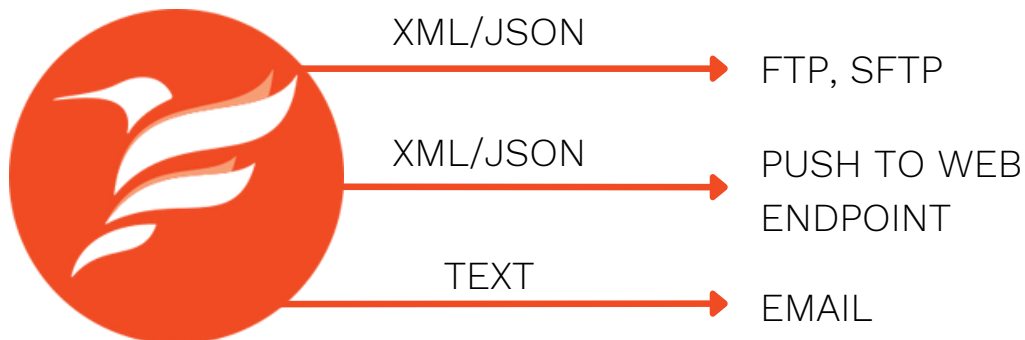 XML/JSON
FTP, SFTP
XML/JSON
PUSH TO WEB
ENDPOINT
TEXT
EMAIL